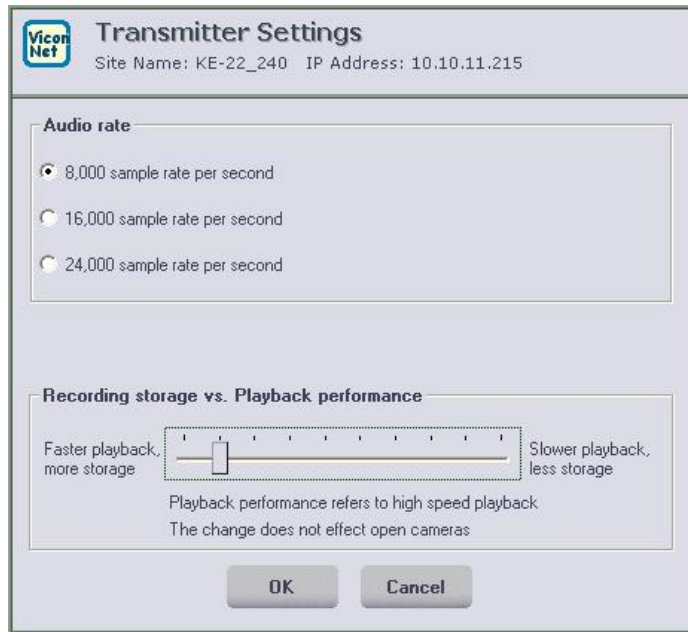 Vicon
Net
Transmitter Settings
Site Name: KE-22_240 IP Address: 10.10.11.215
Audio rate
8,000 sample rate per second
16,000 sample rate per second
24,000 sample rate per second
Recording storage vs. Playback performance
Faster playback,
more storage
Slower playback,
less storage
Playback performance refers to high speed playback
The change does not effect open cameras
OK Cancel